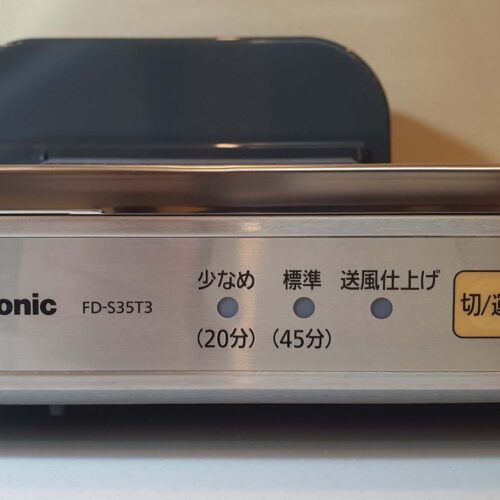 onic FD-S35T3
少なめ 標準 送風仕上げ
(20分) (45分)
切/運